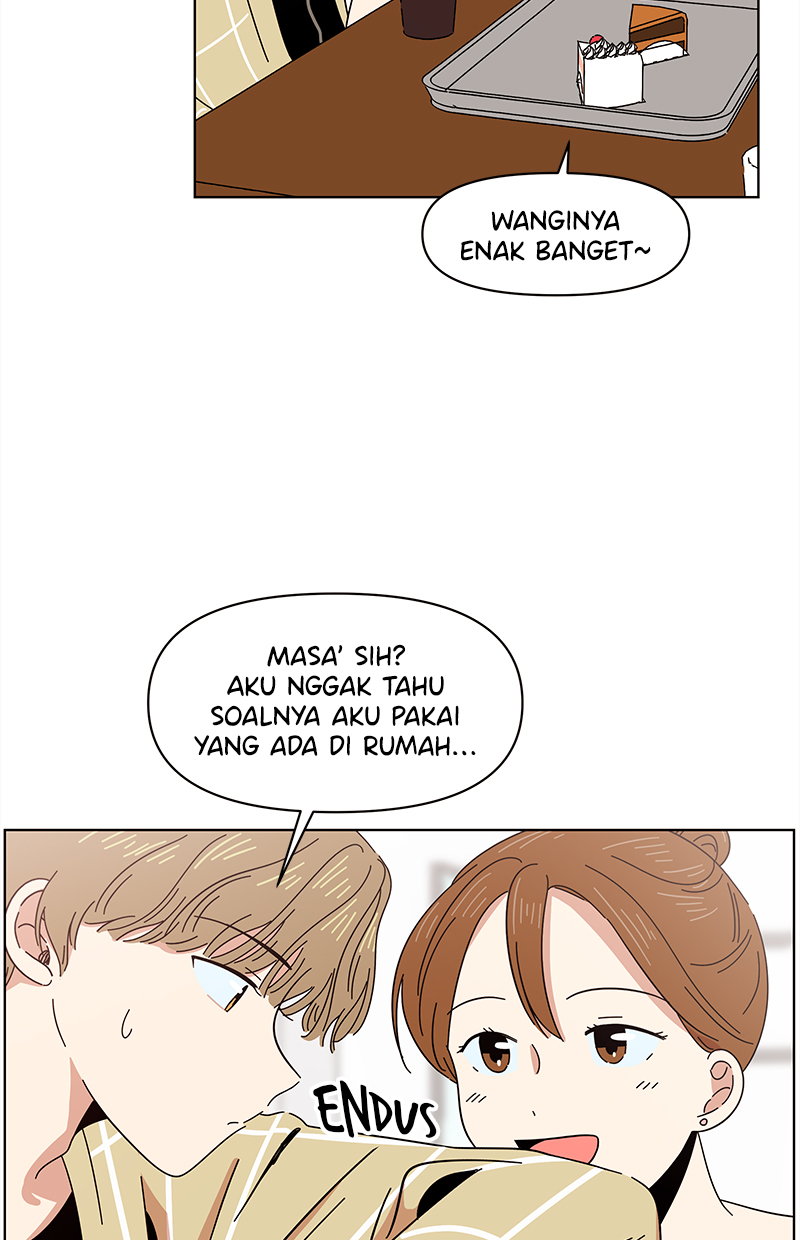 WANGINYA
ENAK BANGET~
MASA' SIH?
AKU NGGAK TAHU
SOALNYA AKU PAKAI
YANG ADA DI RUMAH...
ENDUS